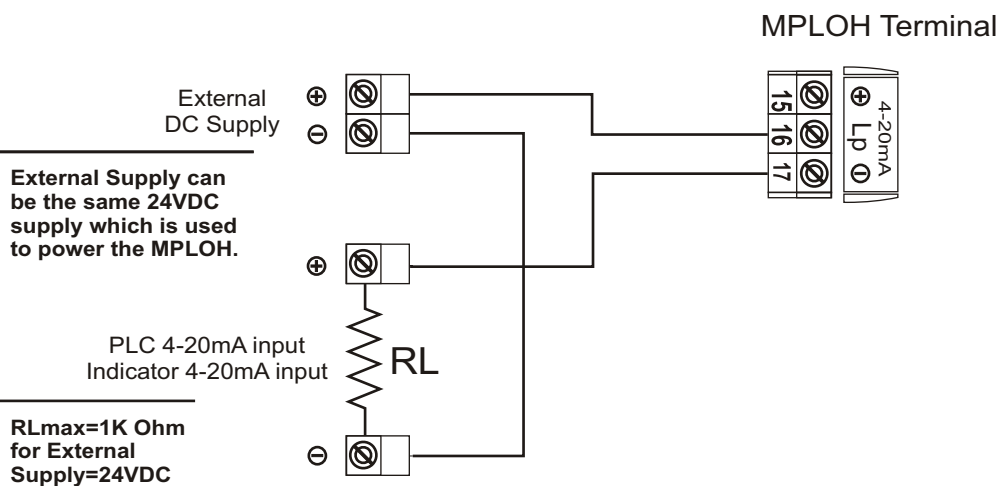 MPLOH Terminal
External
DC Supply
⊕
⊖
15
16
17
⊕ Lp ⊖
4-20mA
External Supply can
be the same 24VDC
supply which is used
to power the MPLOH.
⊕
PLC 4-20mA input
Indicator 4-20mA input
RL
RLmax=1K Ohm
for External
Supply=24VDC
⊖